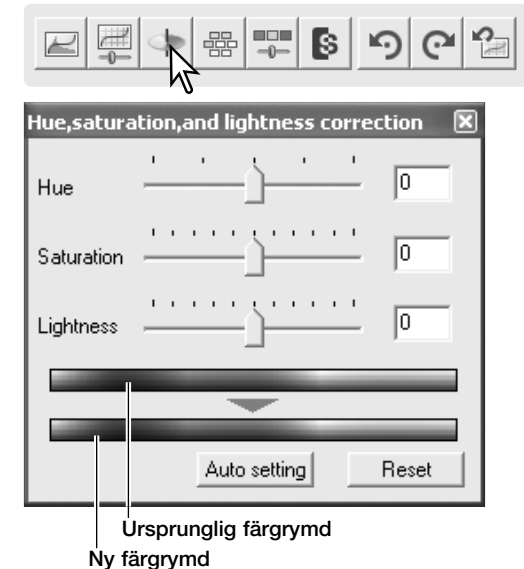 Hue,saturation,and lightness correction
Hue 0
Saturation 0
Lightness 0
Auto setting Reset
Ursprunglig färgrymd
Ny färgrymd